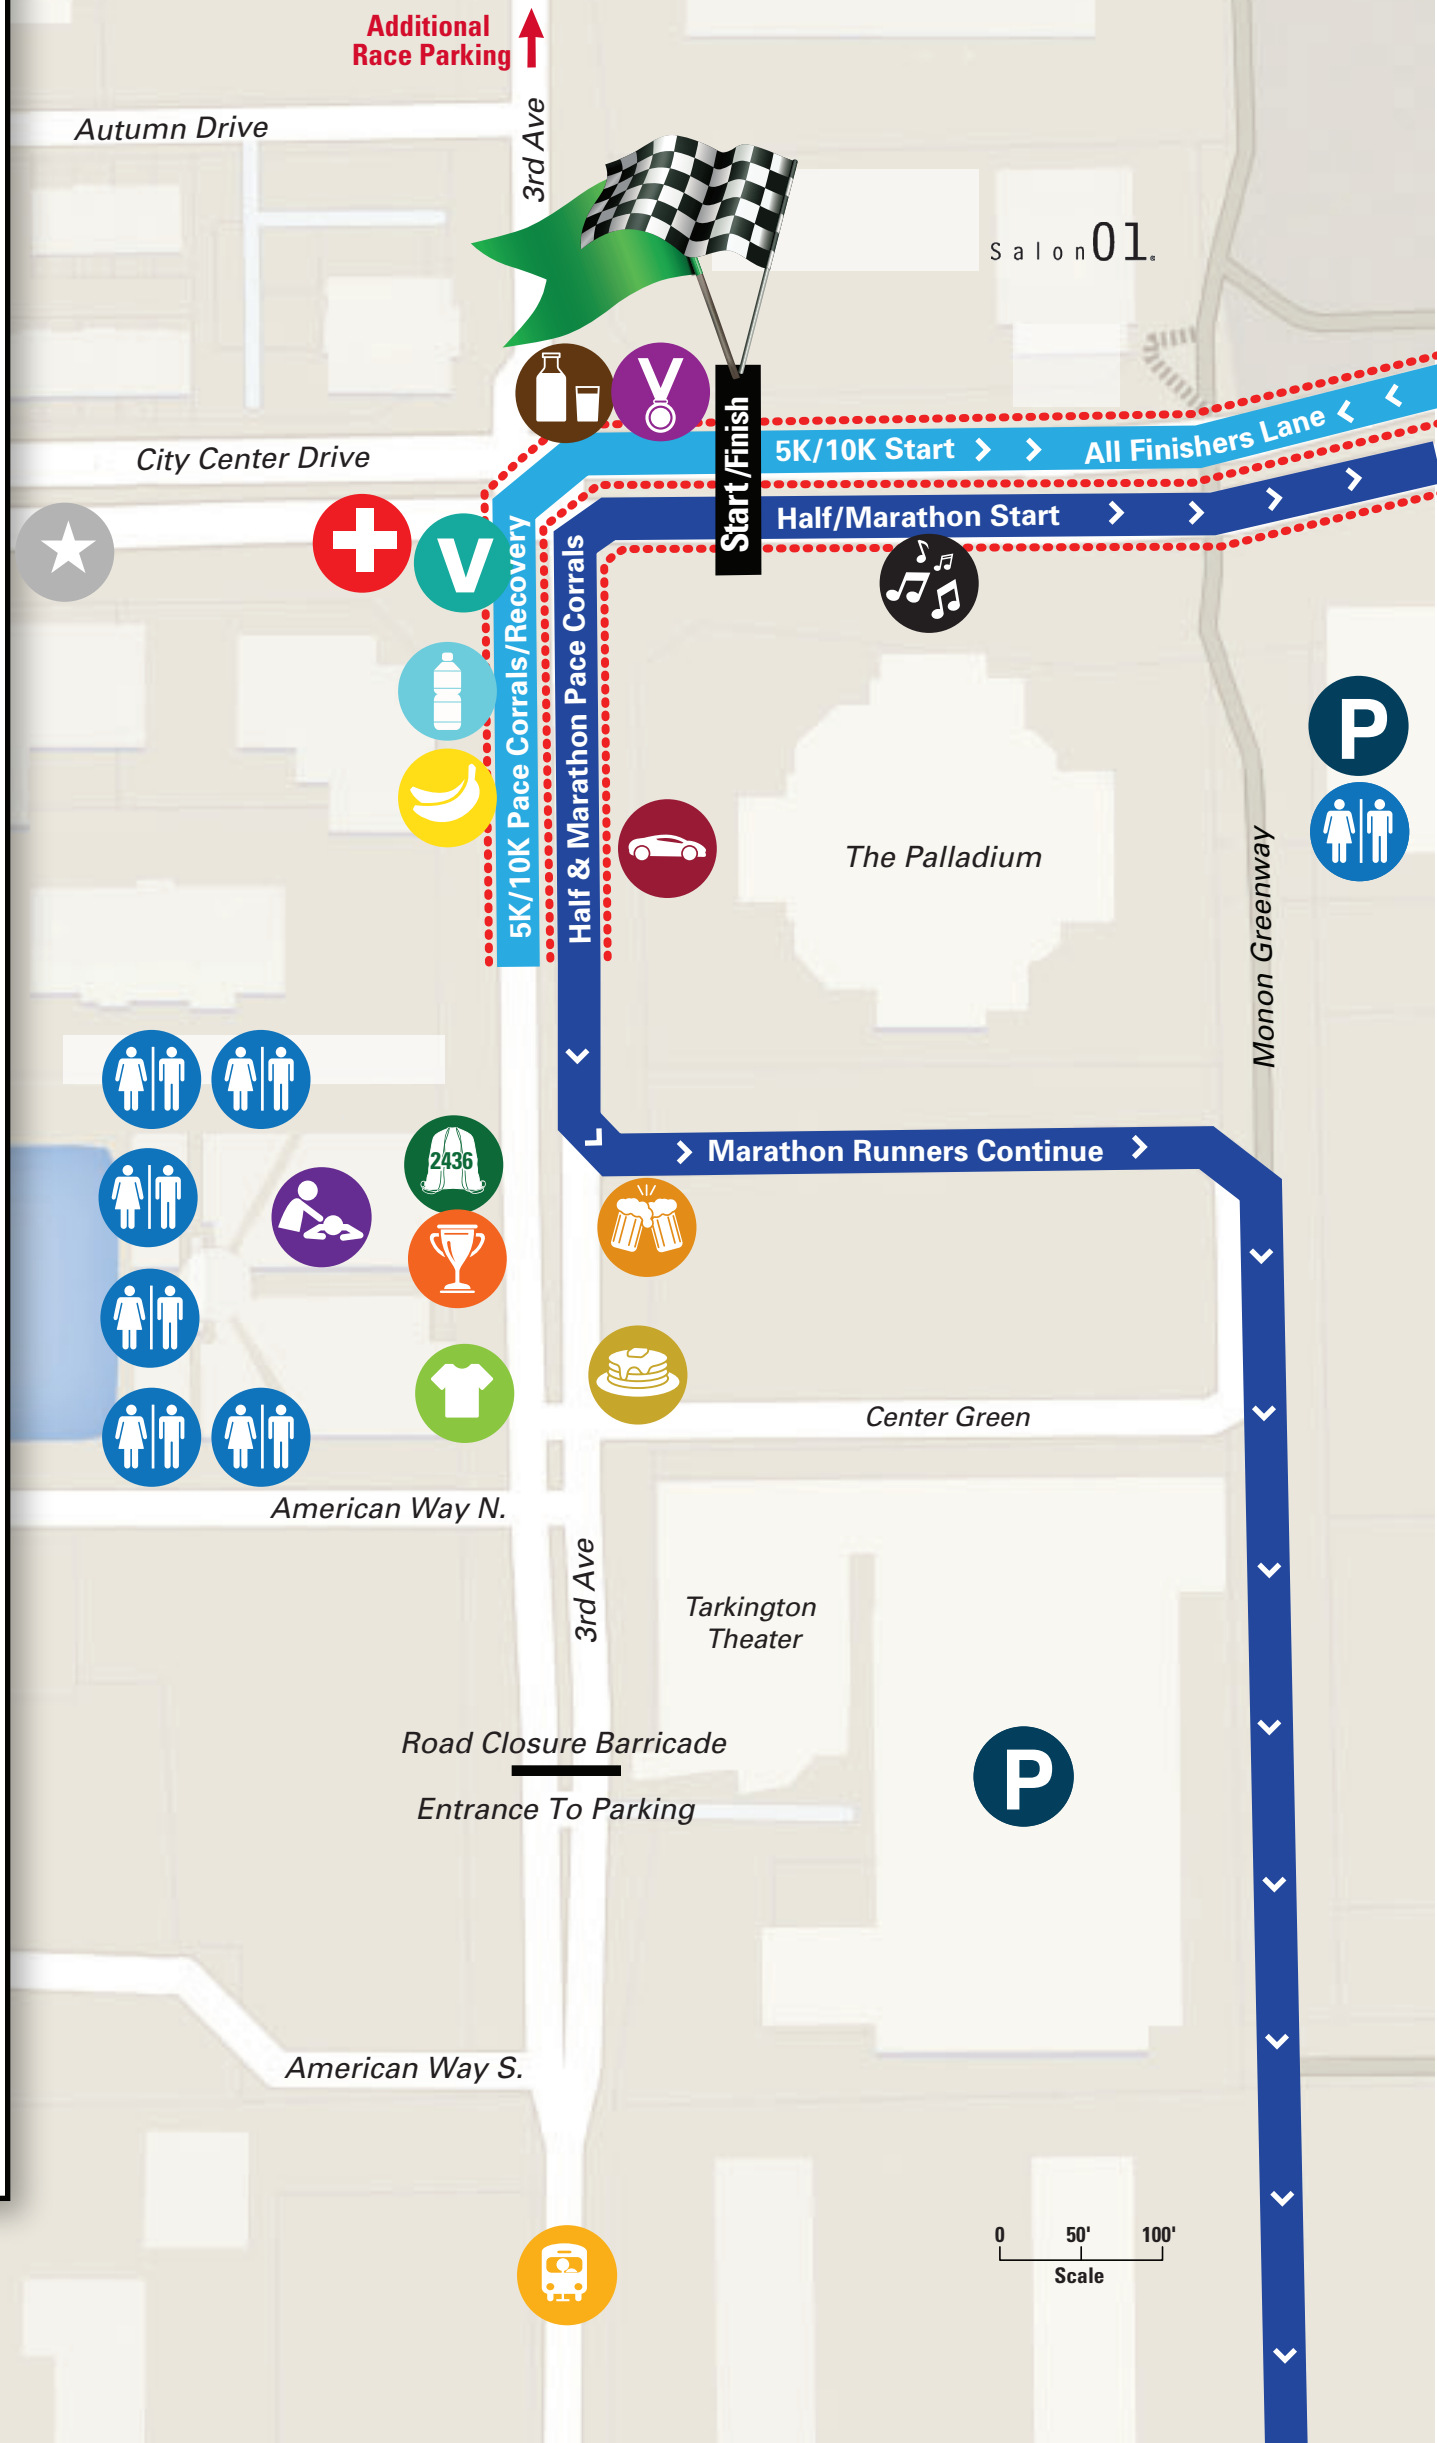 Additional
Race Parking
Autumn Drive
3rd Ave
Salon01.
City Center Drive
Start/Finish
5K/10K Start
All Finishers Lane
Half/Marathon Start
V
5K/10K Pace Corrals/Recovery
Half & Marathon Pace Corrals
P
The Palladium
Monon Greenway
2436
Marathon Runners Continue
Center Green
American Way N.
3rd Ave
Tarkington
Theater
Road Closure Barricade
Entrance To Parking
P
American Way S.
0 50' 100'
Scale